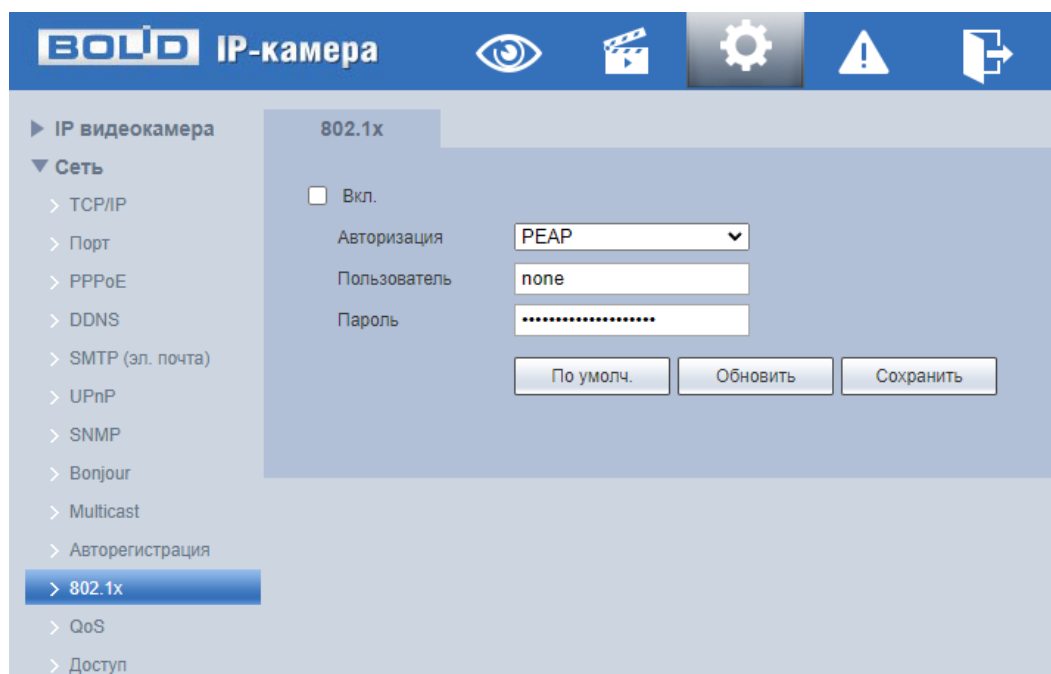 BOLID IP-камера
IP видеокамера
Сеть
TCP/IP
Порт
PPPoE
DDNS
SMTP (эл. почта)
UPnP
SNMP
Bonjour
Multicast
Авторегистрация
802.1x
QoS
Доступ
802.1x
Вкл.
Авторизация PEAP
Пользователь none
Пароль ••••••••••••••••••••
По умолч. Обновить Сохранить